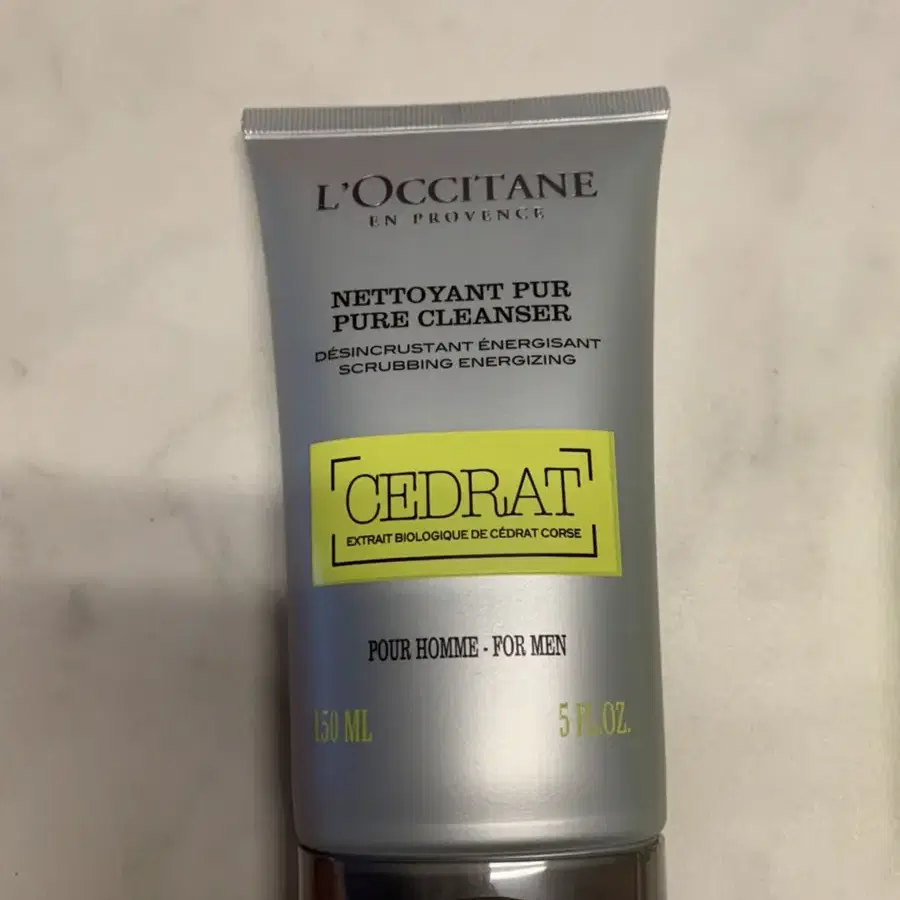 L'OCCITANE
EN PROVENCE
NETTOYANT PUR
PURE CLEANSER
DÉSINCRUSTANT ÉNERGISANT
SCRUBBING ENERGIZING
CEDRAT
EXTRAIT BIOLOGIQUE DE CÉDRAT CORSE
POUR HOMME - FOR MEN
150 ML 5 FL.OZ.